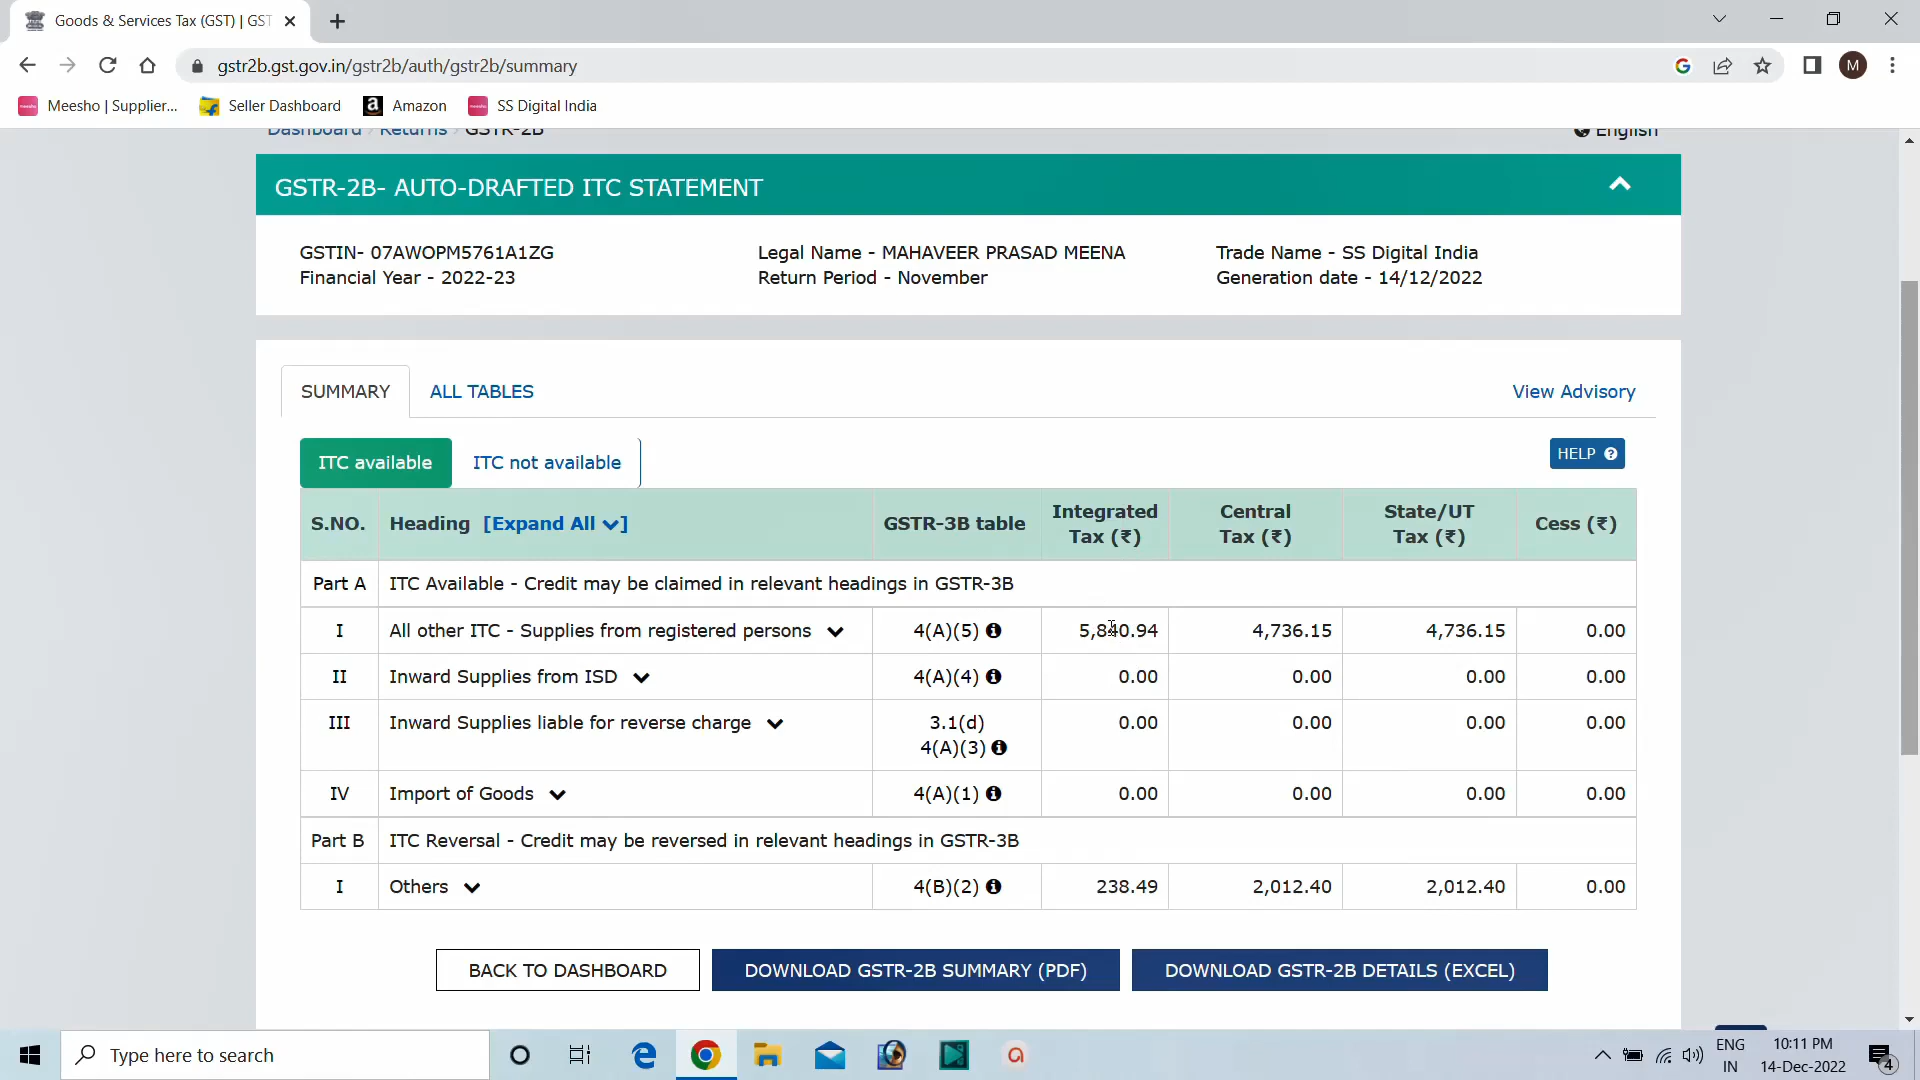 Goods & Services Tax (GST) | GST
gstr2b.gst.gov.in/gstr2b/auth/gstr2b/summary
M
Meesho | Supplier... Seller Dashboard Amazon SS Digital India
Dashboard Returns GSTR-2B English
GSTR-2B- AUTO-DRAFTED ITC STATEMENT
GSTIN- 07AWOPM5761A1ZG Legal Name - MAHAVEER PRASAD MEENA Trade Name - SS Digital India
Financial Year - 2022-23 Return Period - November Generation date - 14/12/2022
SUMMARY ALL TABLES View Advisory
ITC available ITC not available HELP
S.NO. Heading [Expand All] GSTR-3B table Integrated Tax (₹) Central Tax (₹) State/UT Tax (₹) Cess (₹)
Part A ITC Available - Credit may be claimed in relevant headings in GSTR-3B
I All other ITC - Supplies from registered persons 4(A)(5) 5,840.94 4,736.15 4,736.15 0.00
II Inward Supplies from ISD 4(A)(4) 0.00 0.00 0.00 0.00
III Inward Supplies liable for reverse charge 3.1(d) 4(A)(3) 0.00 0.00 0.00 0.00
IV Import of Goods 4(A)(1) 0.00 0.00 0.00 0.00
Part B ITC Reversal - Credit may be reversed in relevant headings in GSTR-3B
I Others 4(B)(2) 238.49 2,012.40 2,012.40 0.00
BACK TO DASHBOARD DOWNLOAD GSTR-2B SUMMARY (PDF) DOWNLOAD GSTR-2B DETAILS (EXCEL)
Type here to search ENG 10:11 PM
IN 14-Dec-2022 4